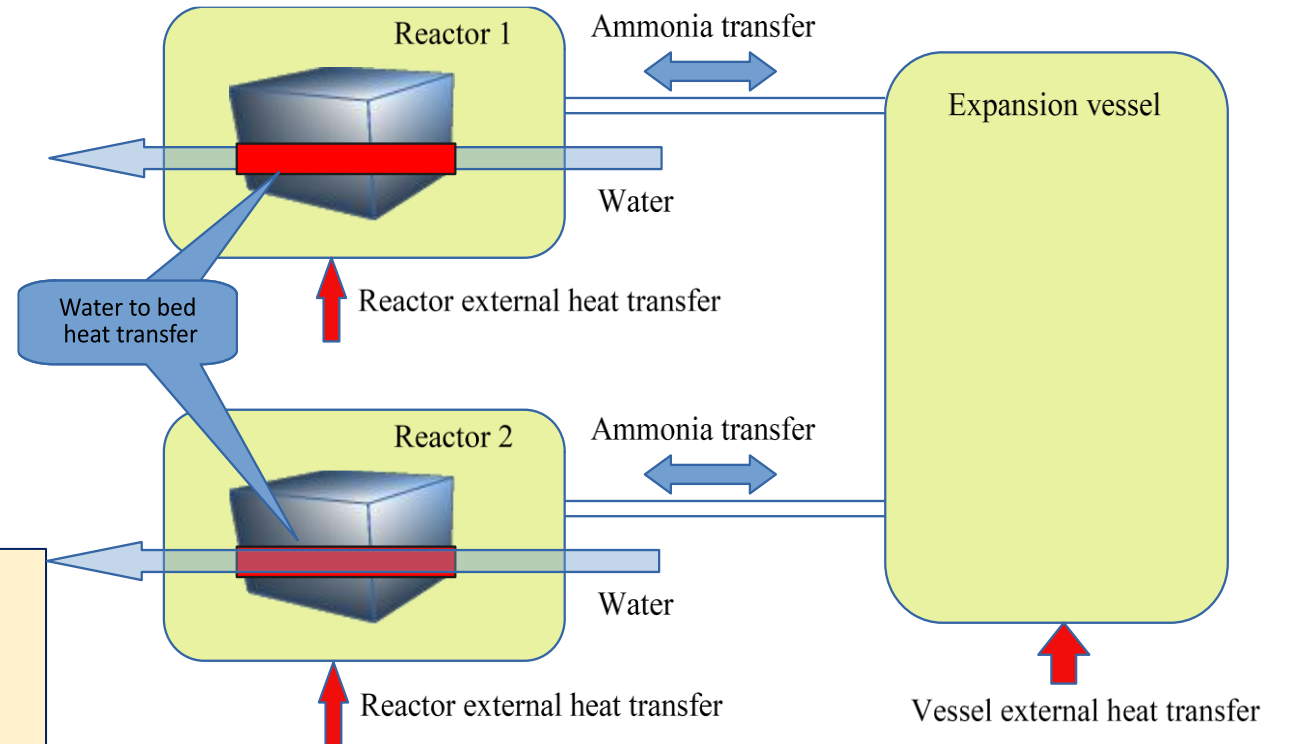 Reactor 1
Ammonia transfer
Expansion vessel
Water
Reactor external heat transfer
Water to bed
heat transfer
Reactor 2
Ammonia transfer
Water
Reactor external heat transfer
Vessel external heat transfer